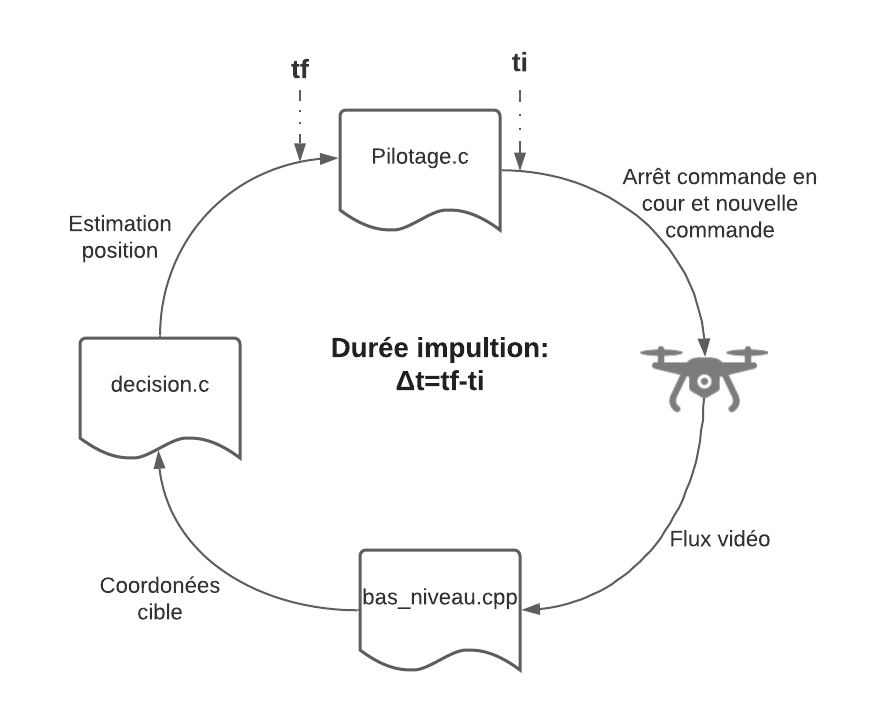 tf
ti
Pilotage.c
Arrêt commande en
cour et nouvelle
commande
Estimation
position
Durée impultion:
Δt=tf-ti
decision.c
Flux vidéo
Coordonées
cible
bas_niveau.cpp